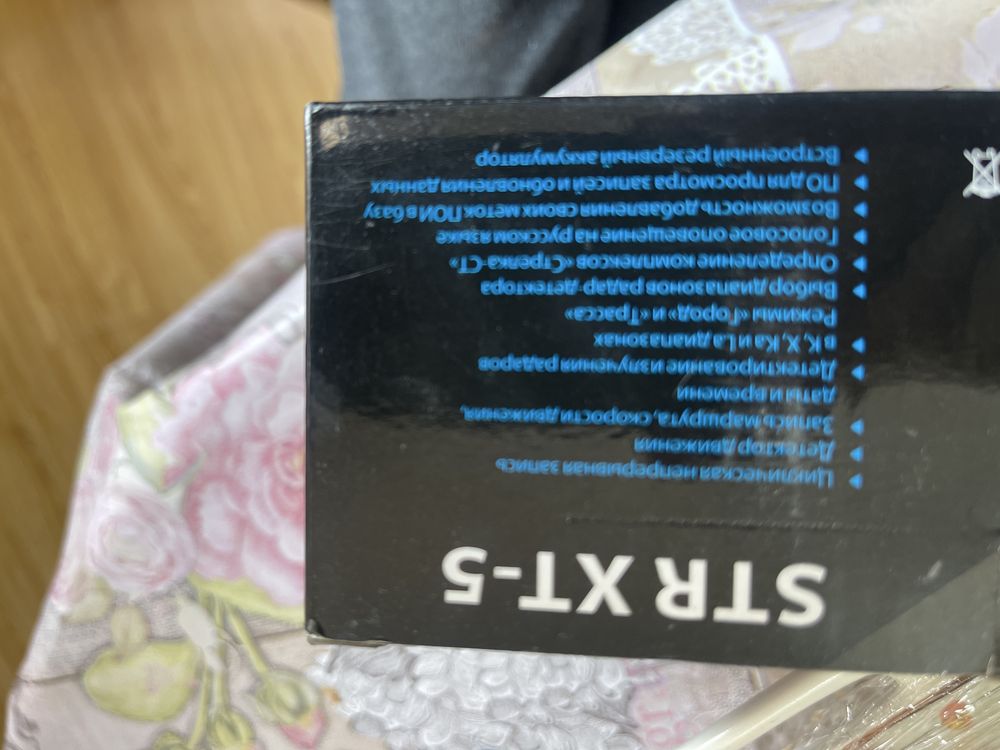 STR XT-5
Циклическая непрерывная запись
Детектор движения
Запись маршрута, скорости движения,
даты и времени
Детектирование излучения радаров
в K, X, Ka и La диапазонах
Режимы «Город» и «Трасса»
Выбор диапазонов радар-детектора
Определение комплексов «Стрелка-СТ»
Голосовое оповещение на русском языке
Возможность добавления своих меток ПОИ в базу
ПО для просмотра записей и обновления данных
Встроенный резервный аккумулятор